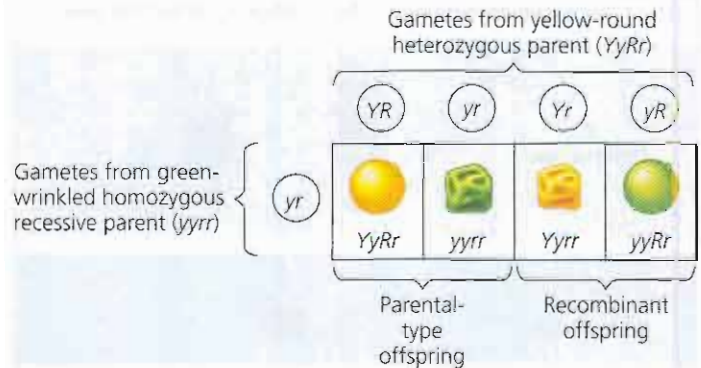 Gametes from yellow-round
heterozygous parent (YyRr)
YR yr Yr yR
Gametes from green-
wrinkled homozygous
recessive parent (yyrr)
yr
YyRr yyrr Yyrr yyRr
Parental-
type
offspring
Recombinant
offspring